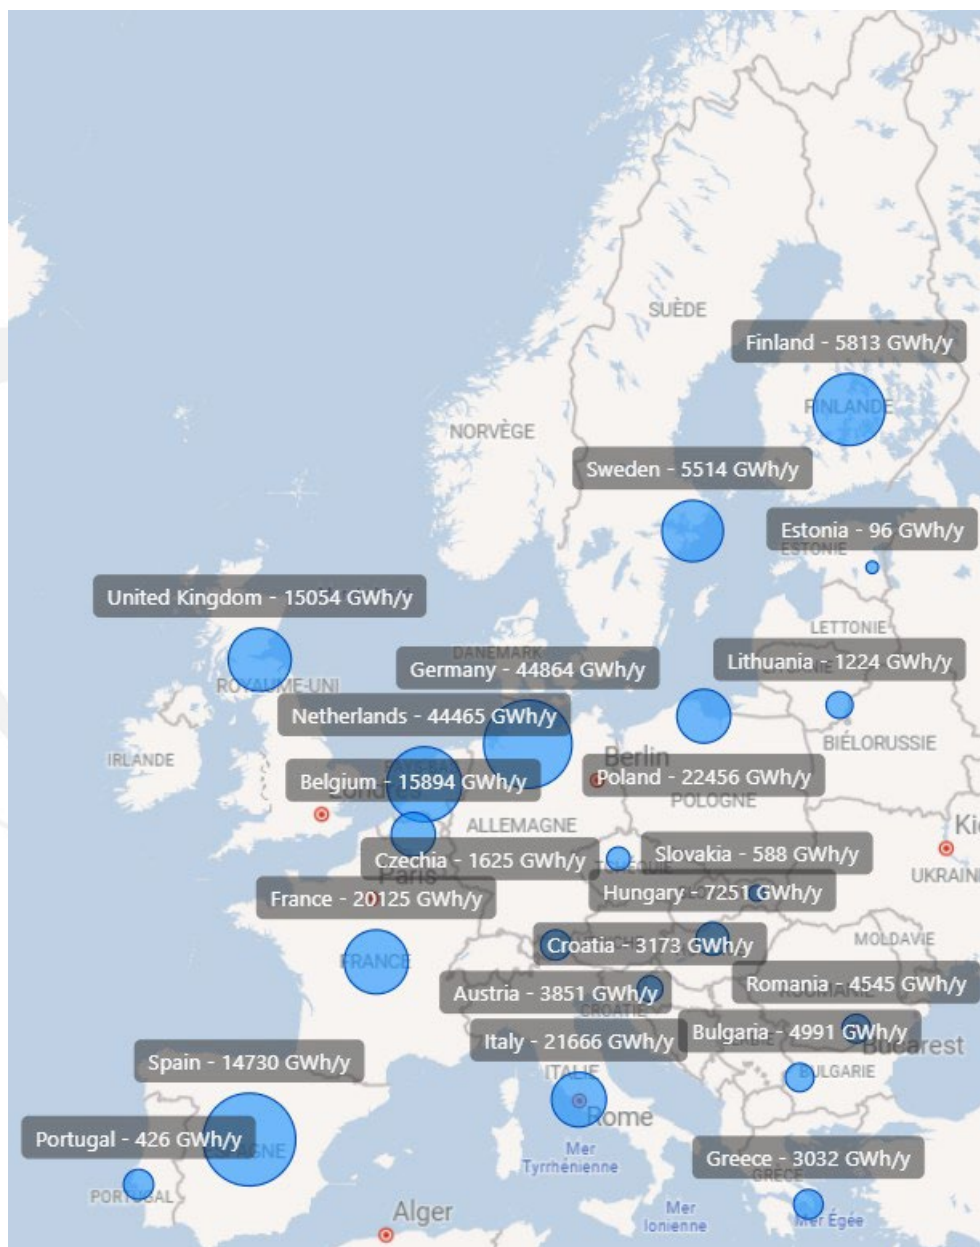 SUÈDE
Finland - 5813 GWh/y
FINLANDE
NORVÈGE
Sweden - 5514 GWh/y
Estonia - 96 GWh/y
ESTONIE
United Kingdom - 15054 GWh/y
LETTONIE
DANEMARK
Germany - 44864 GWh/y
Lithuania - 1224 GWh/y
ROYAUME-UNI
Netherlands - 44465 GWh/y
BIÉLORUSSIE
IRLANDE
Berlin
Belgium - 15894 GWh/y
Poland - 22456 GWh/y
POLOGNE
ALLEMAGNE
Czechia - 1625 GWh/y
Slovakia - 588 GWh/y
Paris
UKRAIN
France - 20125 GWh/y
Hungary - 7251 GWh/y
Croatia - 3173 GWh/y
MOLDAVIE
FRANCE
Austria - 3851 GWh/y
Romania - 4545 GWh/y
CROATIE
ROUMANIE
Italy - 21666 GWh/y
Bulgaria - 4991 GWh/y
Bucarest
Spain - 14730 GWh/y
ITALIE
BULGARIE
Rome
Portugal - 426 GWh/y
Mer
Tyrrhénienne
Greece - 3032 GWh/y
GRÈCE
PORTUGAL
Alger
Mer
Ionienne
Mer Égée